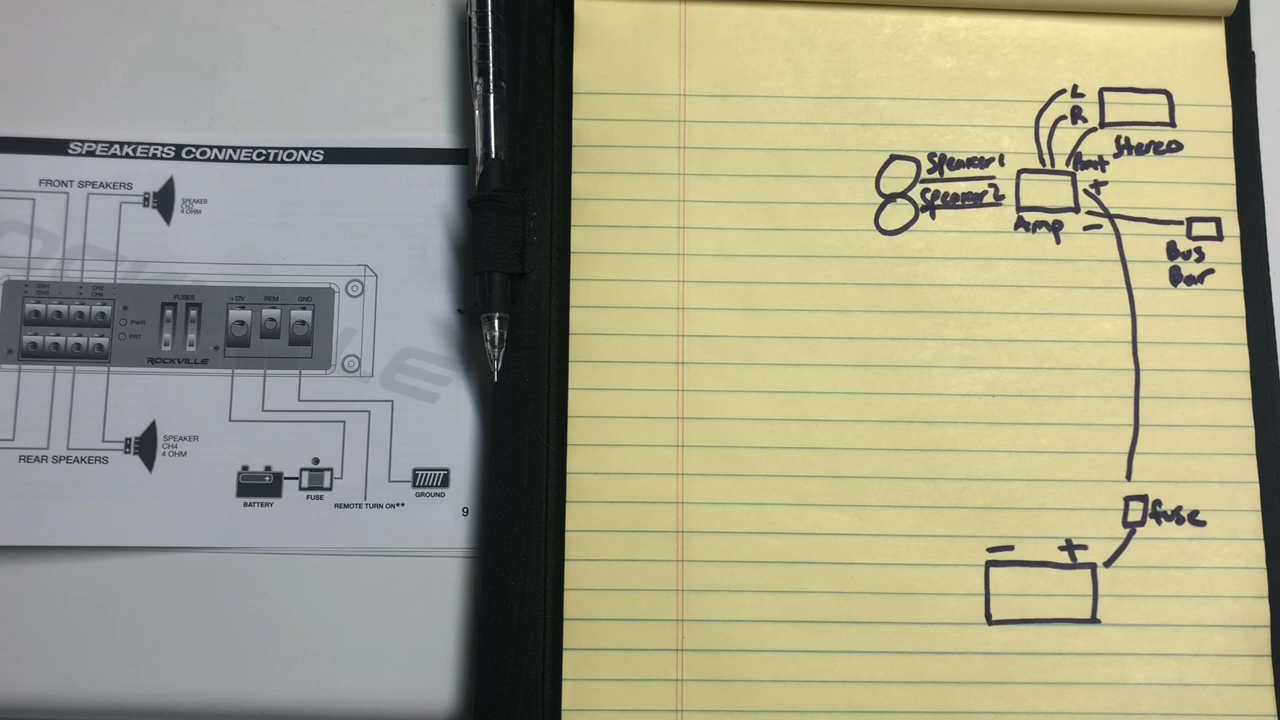 SPEAKERS CONNECTIONS
FRONT SPEAKERS
SPEAKER
CH2
4 OHM
+ CH1 - + CH2 -
FUSES
+12V REM GND
PWR
PRT
ROCKVILLE
SPEAKER
CH4
4 OHM
REAR SPEAKERS
BATTERY
FUSE
REMOTE TURN ON**
GROUND
9
L
R
Stereo
Speaker1
Speaker2
+
Amp
-
Bus
Bar
fuse
- +